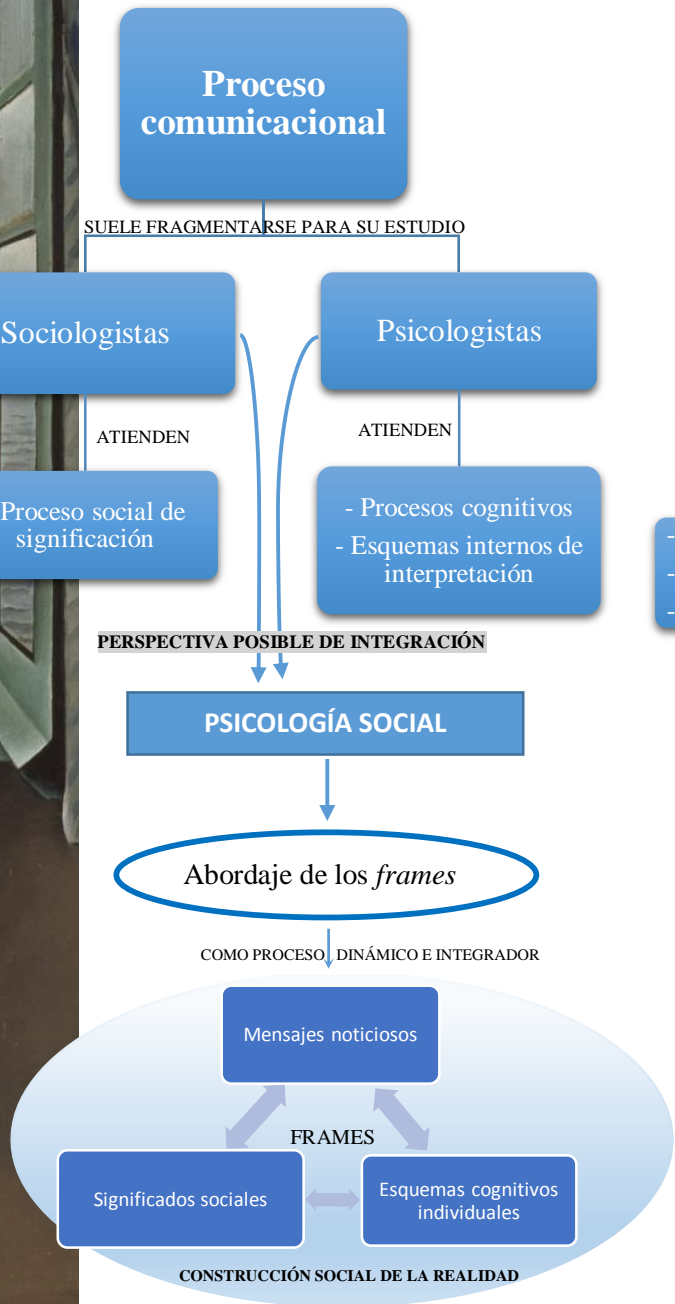 Proceso
comunicacional
SUELE FRAGMENTARSE PARA SU ESTUDIO
Sociologistas
Psicologistas
ATIENDEN
ATIENDEN
Proceso social de
significación
- Procesos cognitivos
- Esquemas internos de
interpretación
-
-
-
PERSPECTIVA POSIBLE DE INTEGRACIÓN
PSICOLOGÍA SOCIAL
Abordaje de los frames
COMO PROCESO DINÁMICO E INTEGRADOR
Mensajes noticiosos
FRAMES
Significados sociales
Esquemas cognitivos
individuales
CONSTRUCCIÓN SOCIAL DE LA REALIDAD